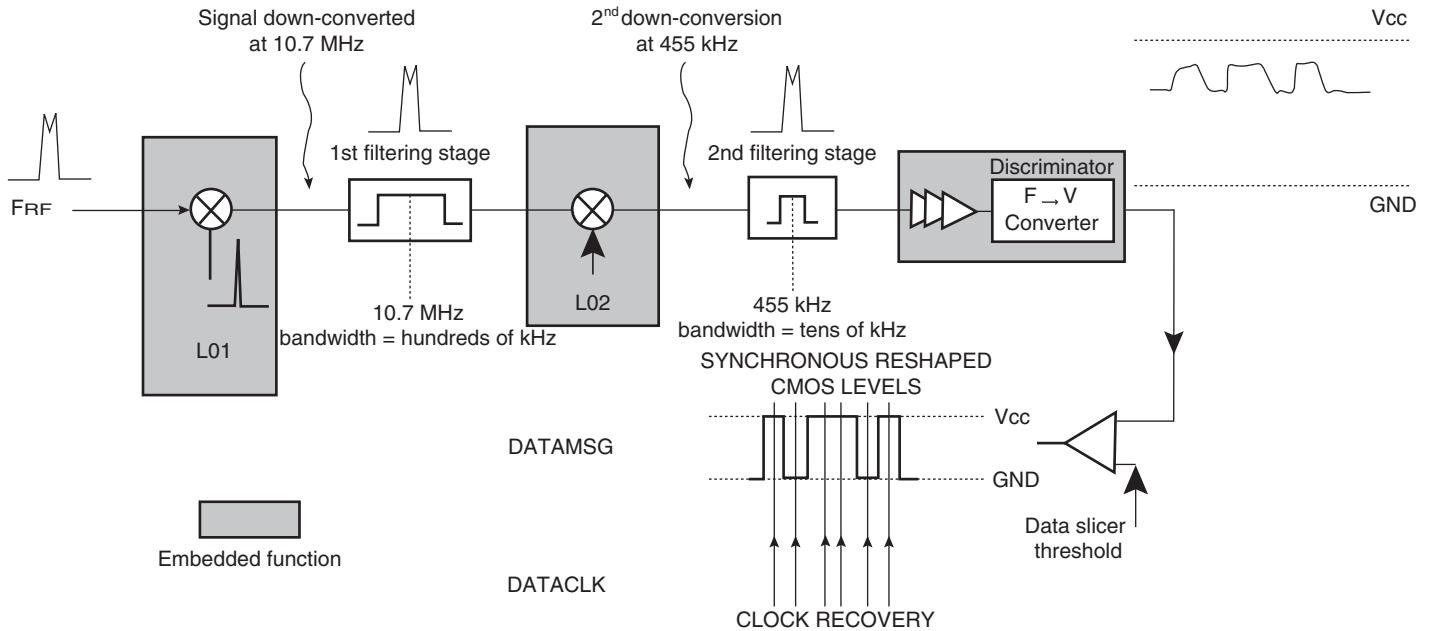 Signal down-converted
at 10.7 MHz
2nd down-conversion
at 455 kHz
Vcc
1st filtering stage
2nd filtering stage
Discriminator
F → V
Converter
FRF
GND
L01
L02
10.7 MHz
bandwidth = hundreds of kHz
455 kHz
bandwidth = tens of kHz
SYNCHRONOUS RESHAPED
CMOS LEVELS
Vcc
DATAMSG
GND
Data slicer
threshold
Embedded function
DATACLK
CLOCK RECOVERY